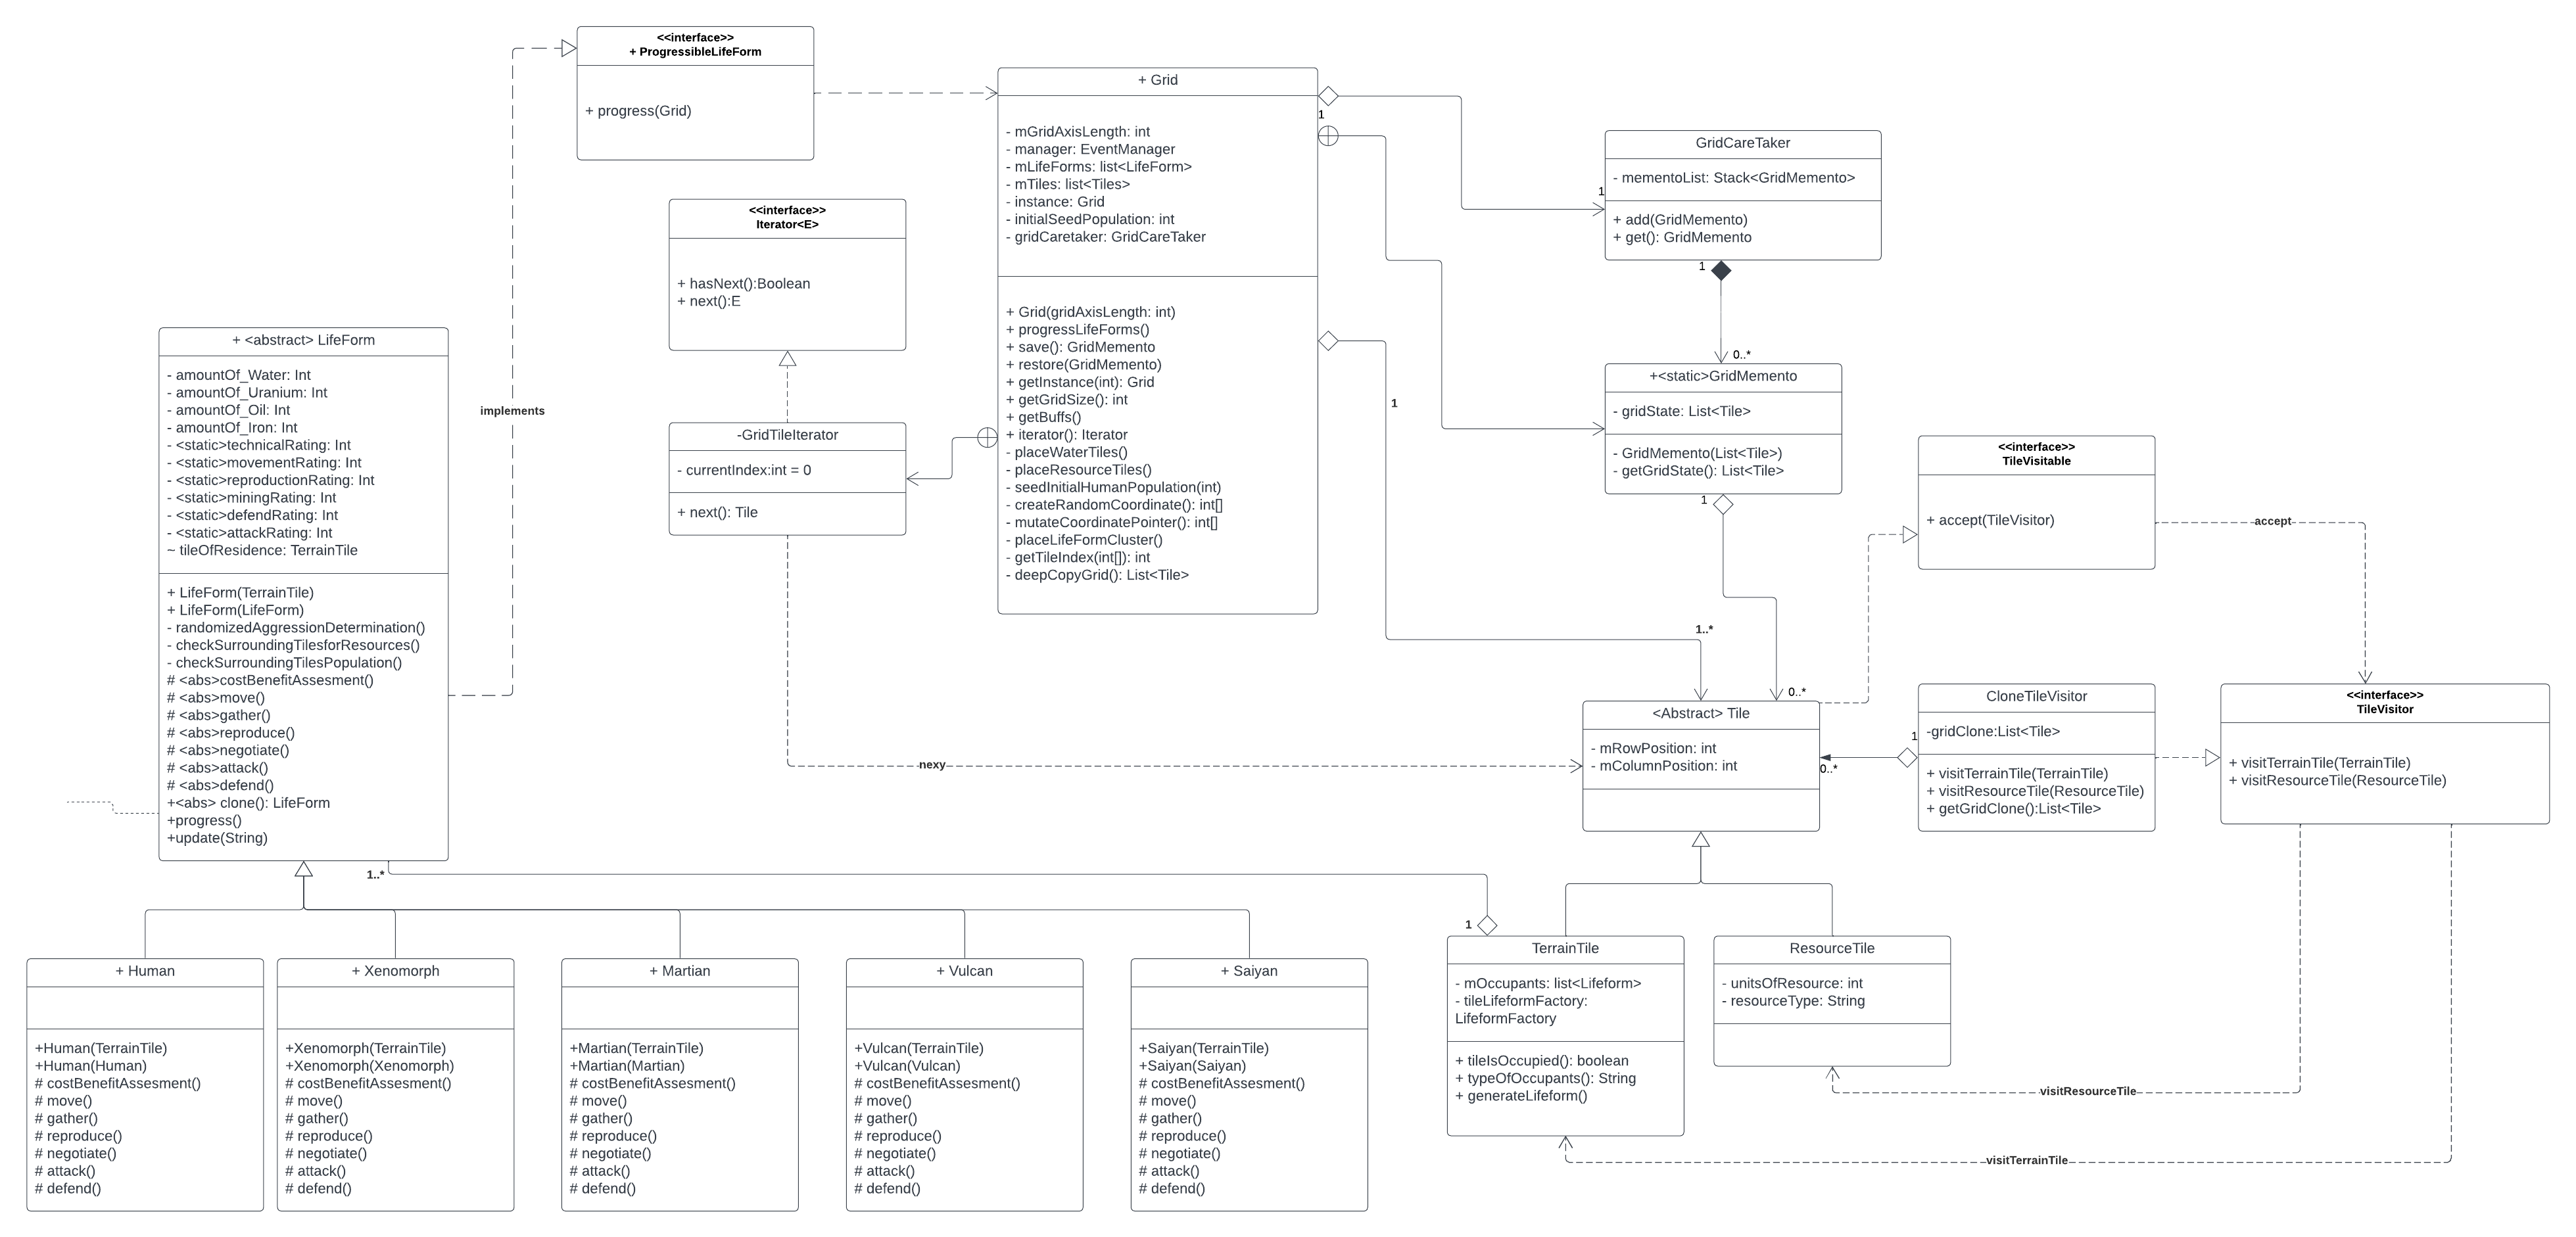 <<interface>>
+ ProgressibleLifeForm
+ progress(Grid)
+ Grid
- mGridAxisLength: int
- manager: EventManager
- mLifeForms: list<LifeForm>
- mTiles: list<Tiles>
- instance: Grid
- initialSeedPopulation: int
- gridCaretaker: GridCareTaker
+ Grid(gridAxisLength: int)
+ progressLifeForms()
+ save(): GridMemento
+ restore(GridMemento)
+ getInstance(int): Grid
+ getGridSize(): int
+ getBuffs()
+ iterator(): Iterator
- placeWaterTiles()
- placeResourceTiles()
- seedInitialHumanPopulation(int)
- createRandomCoordinate(): int[]
- mutateCoordinatePointer(): int[]
- placeLifeFormCluster()
- getTileIndex(int[]): int
- deepCopyGrid(): List<Tile>
1
1
GridCareTaker
- mementoList: Stack<GridMemento>
+ add(GridMemento)
+ get(): GridMemento
1
0..*
<<interface>>
Iterator<E>
+ hasNext():Boolean
+ next():E
-GridTileIterator
- currentIndex:int = 0
+ next(): Tile
nexy
+ <abstract> LifeForm
- amountOf_Water: Int
- amountOf_Uranium: Int
- amountOf_Oil: Int
- amountOf_Iron: Int
- <static>technicalRating: Int
- <static>movementRating: Int
- <static>reproductionRating: Int
- <static>miningRating: Int
- <static>defendRating: Int
- <static>attackRating: Int
~ tileOfResidence: TerrainTile
+ LifeForm(TerrainTile)
+ LifeForm(LifeForm)
- randomizedAggressionDetermination()
- checkSurroundingTilesforResources()
- checkSurroundingTilesPopulation()
# <abs>costBenefitAssesment()
# <abs>move()
# <abs>gather()
# <abs>reproduce()
# <abs>negotiate()
# <abs>attack()
# <abs>defend()
+<abs> clone(): LifeForm
+progress()
+update(String)
implements
1
1..*
+<static>GridMemento
- gridState: List<Tile>
- GridMemento(List<Tile>)
- getGridState(): List<Tile>
1
0..*
<<interface>>
TileVisitable
+ accept(TileVisitor)
accept
<Abstract> Tile
- mRowPosition: int
- mColumnPosition: int
0..*
1
CloneTileVisitor
-gridClone:List<Tile>
+ visitTerrainTile(TerrainTile)
+ visitResourceTile(ResourceTile)
+ getGridClone():List<Tile>
<<interface>>
TileVisitor
+ visitTerrainTile(TerrainTile)
+ visitResourceTile(ResourceTile)
1..*
1
+ Human
+Human(TerrainTile)
+Human(Human)
# costBenefitAssesment()
# move()
# gather()
# reproduce()
# negotiate()
# attack()
# defend()
+ Xenomorph
+Xenomorph(TerrainTile)
+Xenomorph(Xenomorph)
# costBenefitAssesment()
# move()
# gather()
# reproduce()
# negotiate()
# attack()
# defend()
+ Martian
+Martian(TerrainTile)
+Martian(Martian)
# costBenefitAssesment()
# move()
# gather()
# reproduce()
# negotiate()
# attack()
# defend()
+ Vulcan
+Vulcan(TerrainTile)
+Vulcan(Vulcan)
# costBenefitAssesment()
# move()
# gather()
# reproduce()
# negotiate()
# attack()
# defend()
+ Saiyan
+Saiyan(TerrainTile)
+Saiyan(Saiyan)
# costBenefitAssesment()
# move()
# gather()
# reproduce()
# negotiate()
# attack()
# defend()
TerrainTile
- mOccupants: list<Lifeform>
- tileLifeformFactory:
LifeformFactory
+ tileIsOccupied(): boolean
+ typeOfOccupants(): String
+ generateLifeform()
ResourceTile
- unitsOfResource: int
- resourceType: String
visitResourceTile
visitTerrainTile